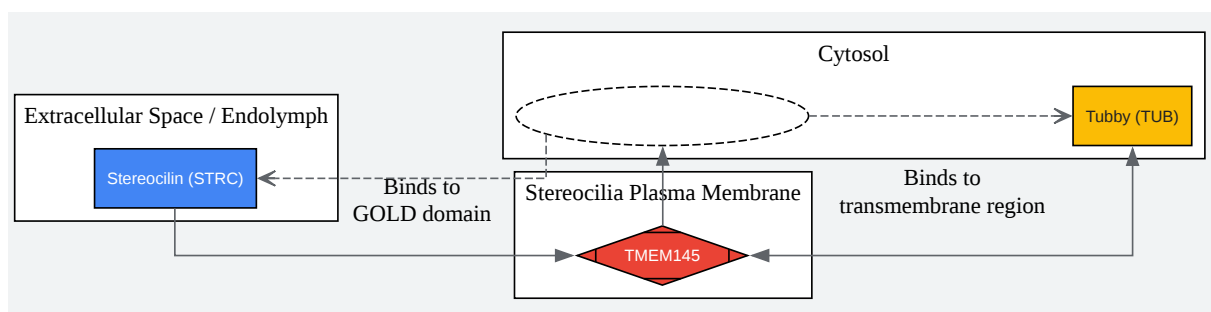 Cytosol
Extracellular Space / Endolymph
Tubby (TUB)
Stereocilin (STRC)
Binds to
GOLD domain
Stereocilia Plasma Membrane
Binds to
transmembrane region
TMEM145